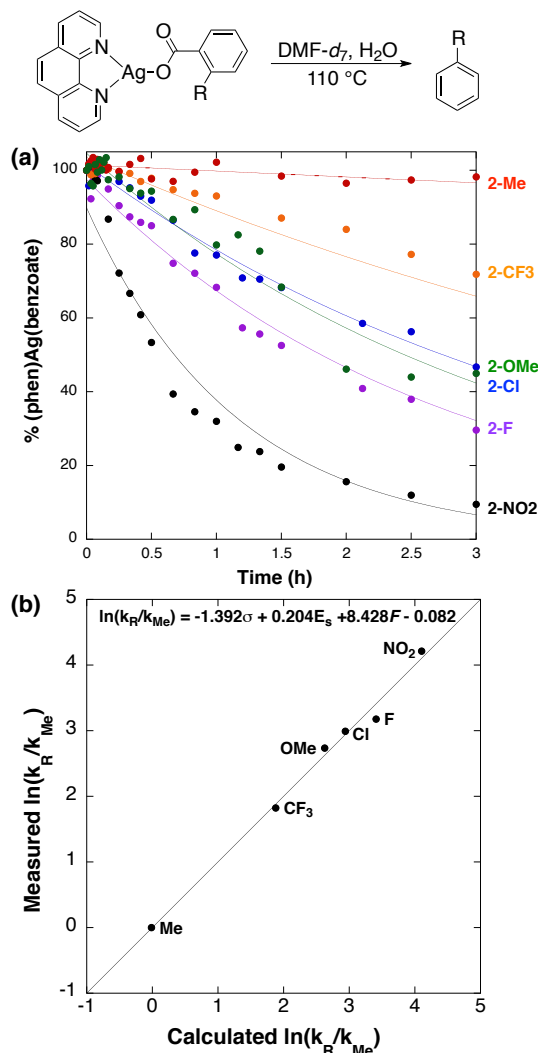 N
N
Ag
O
O
R
DMF-d7, H2O
110 °C
R
(a)
% (phen)Ag(benzoate)
100
80
60
40
20
0
2-Me
2-CF3
2-OMe
2-Cl
2-F
2-NO2
0 0.5 1 1.5 2 2.5 3
Time (h)
(b)
ln(kR/kMe) = -1.392σ + 0.204Es +8.428F - 0.082
Measured ln(kR/kMe)
5
4
3
2
1
0
-1
NO2
F
Cl
OMe
CF3
Me
-1 0 1 2 3 4 5
Calculated ln(kR/kMe)